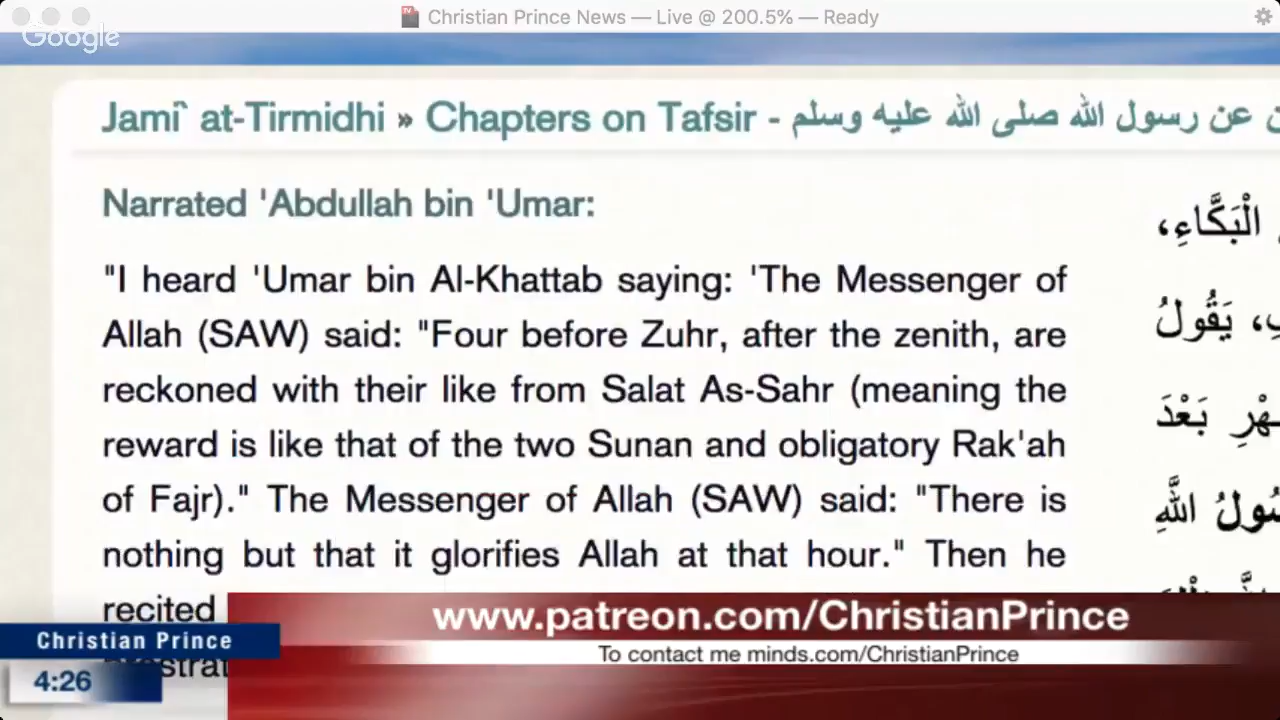 Christian Prince News — Live @ 200.5% — Ready
Google
Jami` at-Tirmidhi » Chapters on Tafsir - عن رسول الله صلى الله عليه وسلم
Narrated 'Abdullah bin 'Umar:
"I heard 'Umar bin Al-Khattab saying: 'The Messenger of
Allah (SAW) said: "Four before Zuhr, after the zenith, are
reckoned with their like from Salat As-Sahr (meaning the
reward is like that of the two Sunan and obligatory Rak'ah
of Fajr)." The Messenger of Allah (SAW) said: "There is
nothing but that it glorifies Allah at that hour." Then he
recited
الْبَكَّاءِ،
يَقُولُ
بَعْدَ
اللَّهِ
www.patreon.com/ChristianPrince
Christian Prince
To contact me minds.com/ChristianPrince
4:26